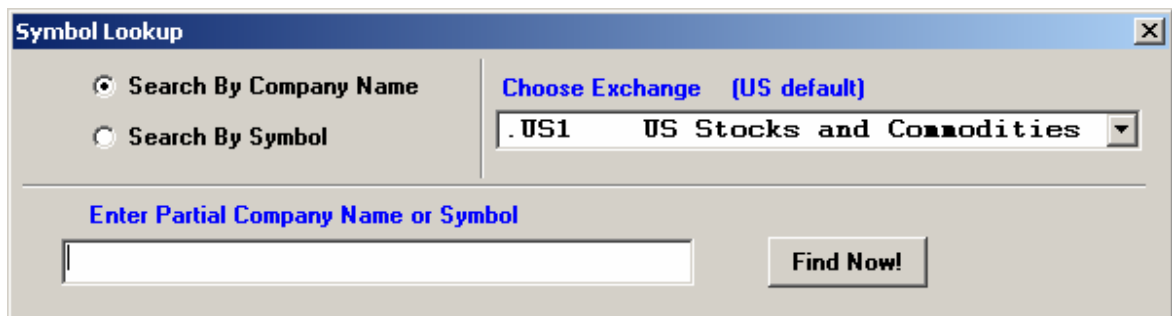 Symbol Lookup
Search By Company Name
Search By Symbol
Choose Exchange (US default)
.US1 US Stocks and Commodities
Enter Partial Company Name or Symbol
Find Now!